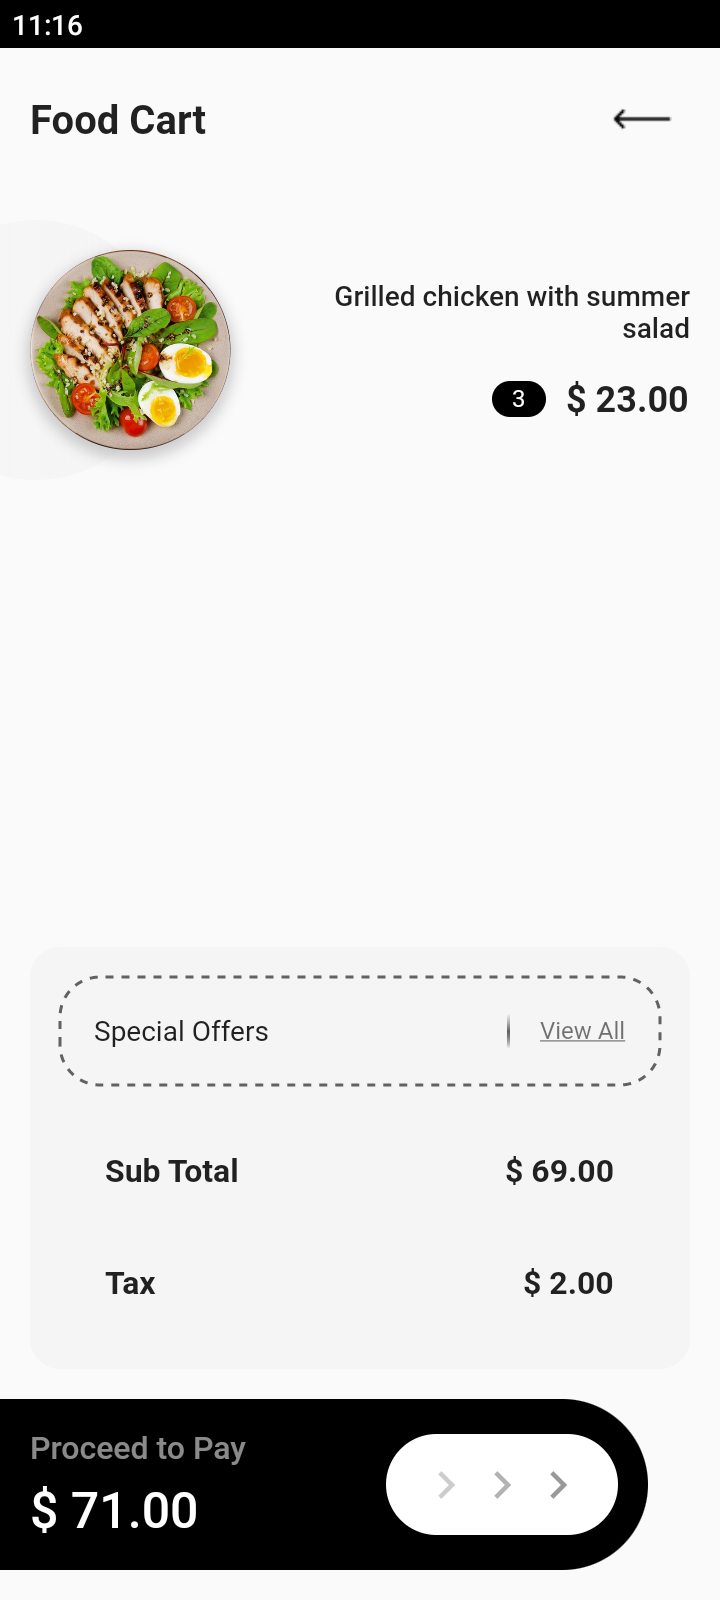 11:16
Food Cart
Grilled chicken with summer
salad
3 $ 23.00
Special Offers View All
Sub Total $ 69.00
Tax $ 2.00
Proceed to Pay
$ 71.00